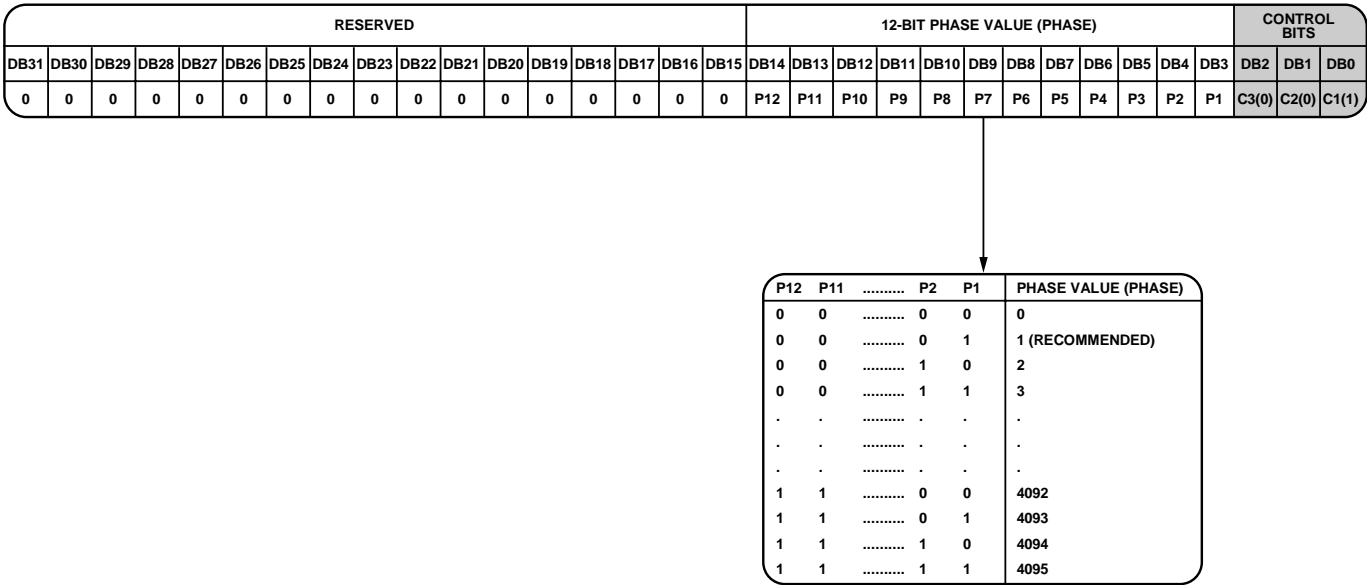 RESERVED 12-BIT PHASE VALUE (PHASE) CONTROL BITS
DB31 DB30 DB29 DB28 DB27 DB26 DB25 DB24 DB23 DB22 DB21 DB20 DB19 DB18 DB17 DB16 DB15 DB14 DB13 DB12 DB11 DB10 DB9 DB8 DB7 DB6 DB5 DB4 DB3 DB2 DB1 DB0
0 0 0 0 0 0 0 0 0 0 0 0 0 0 0 0 0 P12 P11 P10 P9 P8 P7 P6 P5 P4 P3 P2 P1 C3(0) C2(0) C1(1)
P12 P11 .......... P2 P1 PHASE VALUE (PHASE)
0 0 .......... 0 0 0
0 0 .......... 0 1 1 (RECOMMENDED)
0 0 .......... 1 0 2
0 0 .......... 1 1 3
. . .......... . . .
. . .......... . . .
. . .......... . . .
1 1 .......... 0 0 4092
1 1 .......... 0 1 4093
1 1 .......... 1 0 4094
1 1 .......... 1 1 4095